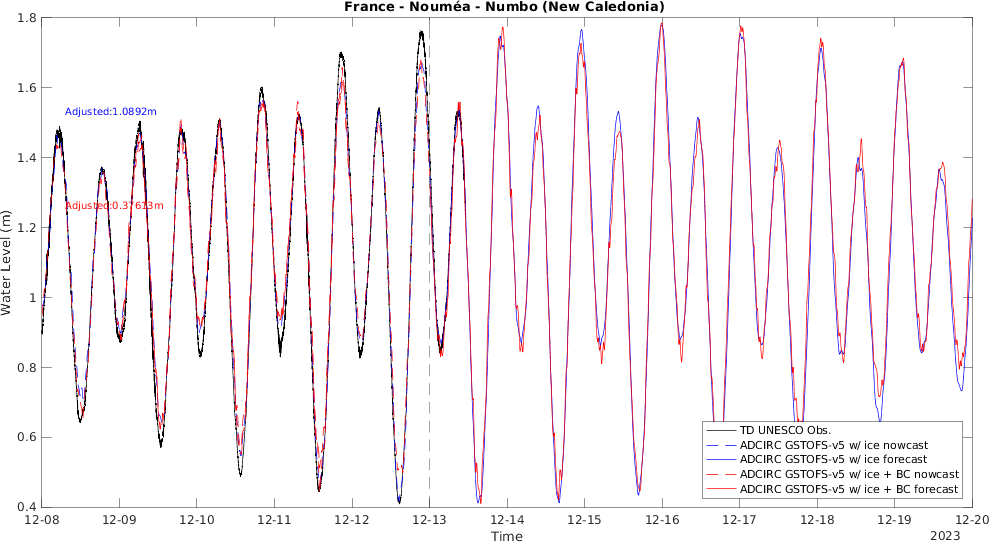 France - Nouméa - Numbo (New Caledonia)
Water Level (m)
1.8
1.6
1.4
1.2
1
0.8
0.6
0.4
Adjusted:1.0892m
Adjusted:0.37613m
TD UNESCO Obs.
ADCIRC GSTOFS-v5 w/ ice nowcast
ADCIRC GSTOFS-v5 w/ ice forecast
ADCIRC GSTOFS-v5 w/ ice + BC nowcast
ADCIRC GSTOFS-v5 w/ ice + BC forecast
12-08 12-09 12-10 12-11 12-12 12-13 12-14 12-15 12-16 12-17 12-18 12-19 12-20
Time
2023